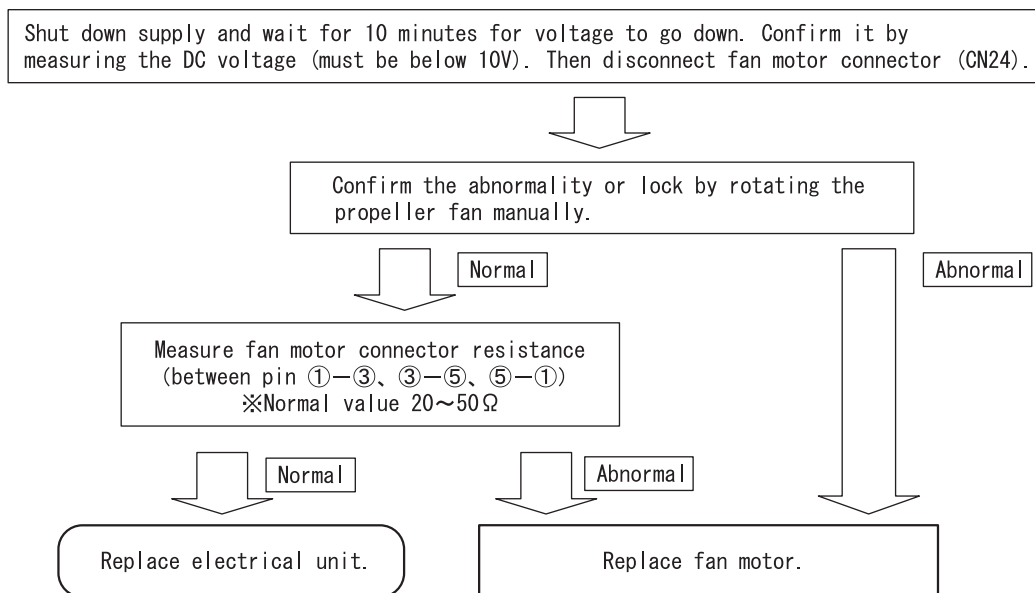 Shut down supply and wait for 10 minutes for voltage to go down. Confirm it by
measuring the DC voltage (must be below 10V). Then disconnect fan motor connector (CN24).
Confirm the abnormality or lock by rotating the
propeller fan manually.
Normal
Abnormal
Measure fan motor connector resistance
(between pin ①－③、③－⑤、⑤－①)
※Normal value 20～50Ω
Normal
Abnormal
Replace electrical unit.
Replace fan motor.